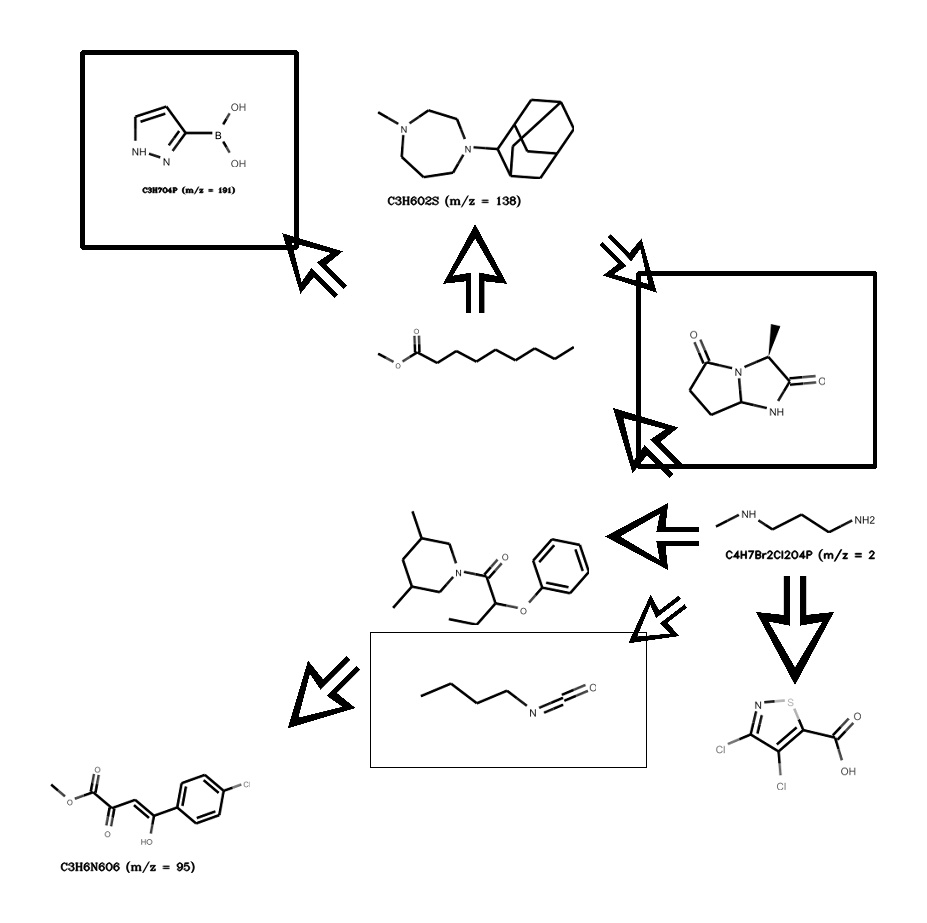 OH
B
NH
N
OH
C3H7O4P (m/z = 191)
N
N
C3H6O2S (m/z = 138)
O
O
O
N
O
NH
NH
NH2
C4H7Br2Cl2O4P (m/z = 2
O
N
O
O
N
N
S
O
Cl
OH
Cl
O
O
Cl
O
HO
C3H6N6O6 (m/z = 95)